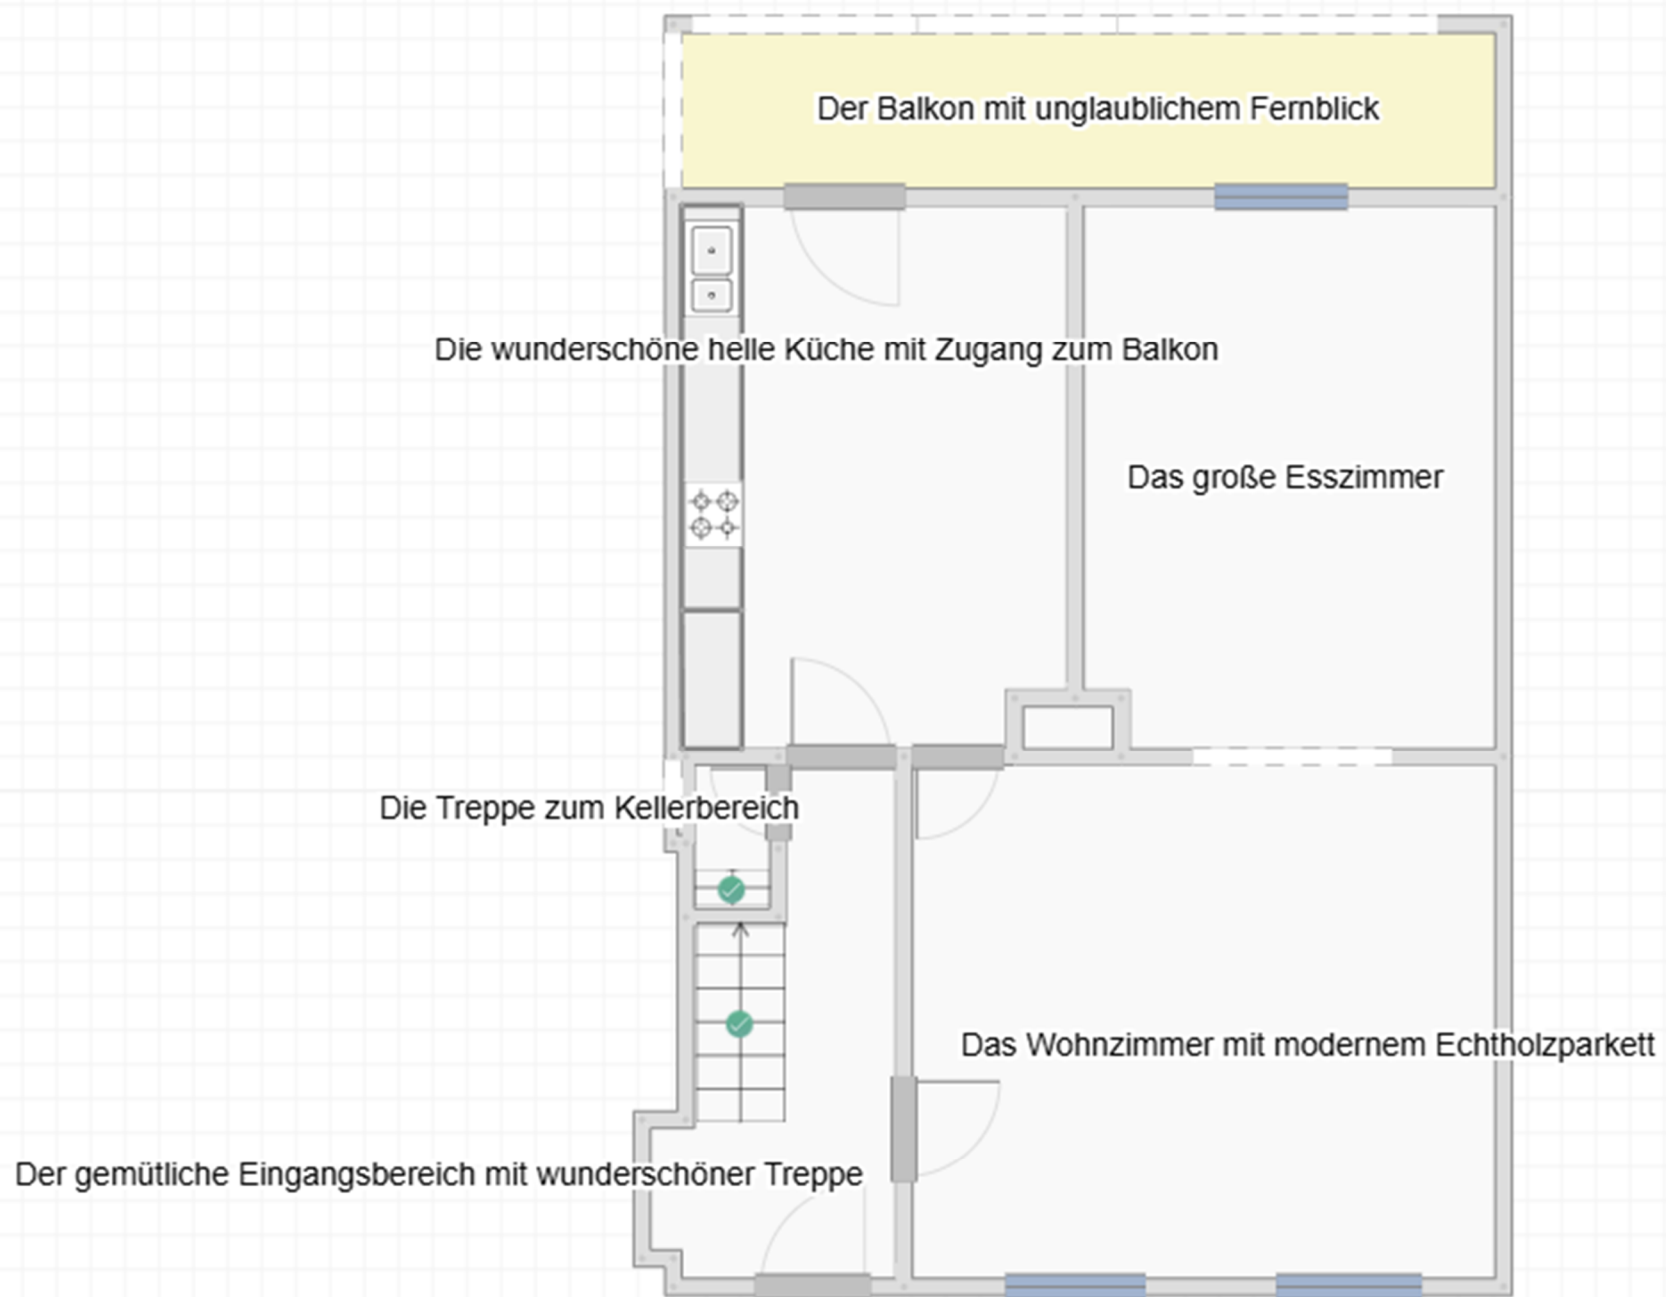 Der Balkon mit unglaublichem Fernblick
Die wunderschöne helle Küche mit Zugang zum Balkon
Das große Esszimmer
Die Treppe zum Kellerbereich
Das Wohnzimmer mit modernem Echtholzparkett
Der gemütliche Eingangsbereich mit wunderschöner Treppe